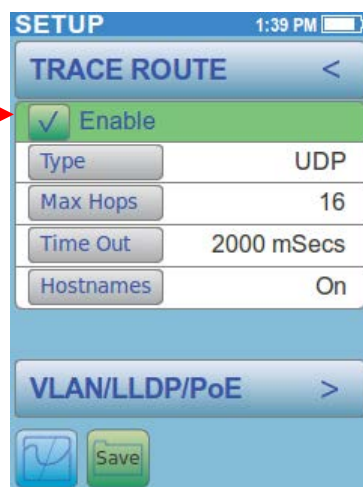 SETUP 1:39 PM
TRACE ROUTE <
✓ Enable
Type UDP
Max Hops 16
Time Out 2000 mSecs
Hostnames On
VLAN/LLDP/PoE >
Save